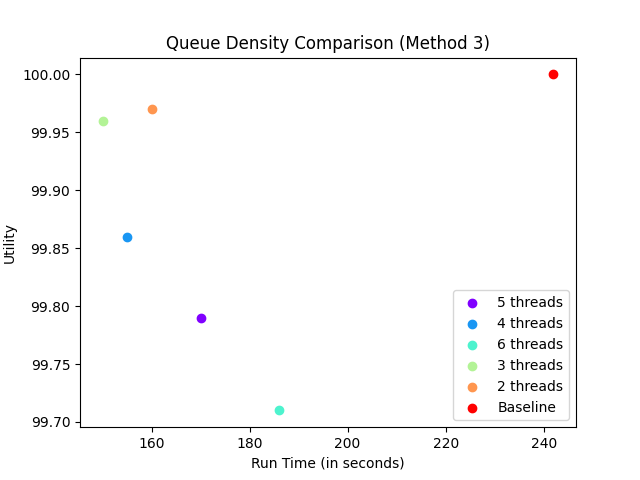 Queue Density Comparison (Method 3)
100.00
99.95
99.90
99.85
99.80
99.75
99.70
Utility
5 threads
4 threads
6 threads
3 threads
2 threads
Baseline
160 180 200 220 240
Run Time (in seconds)